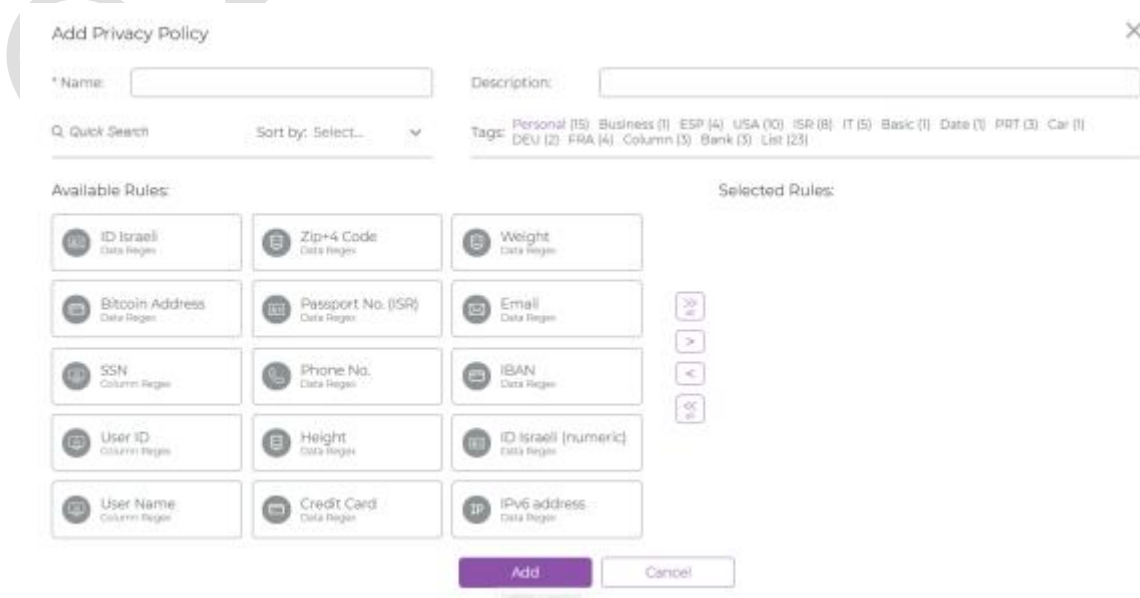 Add Privacy Policy
* Name:
Description:
Quick Search
Sort by: Select...
Tags: Personal (15) Business (1) ESP (4) USA (10) ISR (8) IT (5) Basic (1) Date (1) PRT (3) Car (1)
DEU (2) FRA (4) Column (3) Bank (3) List (23)
Available Rules:
Selected Rules:
ID Israeli
Data Regex
Zip+4 Code
Data Regex
Weight
Data Regex
Bitcoin Address
Data Regex
Passport No. (ISR)
Data Regex
Email
Data Regex
>>
all
SSN
Column Regex
Phone No.
Data Regex
IBAN
Data Regex
>
<
<<
all
User ID
Column Regex
Height
Data Regex
ID Israeli (numeric)
Data Regex
User Name
Column Regex
Credit Card
Data Regex
IP
IPv6 address
Data Regex
Add
Cancel